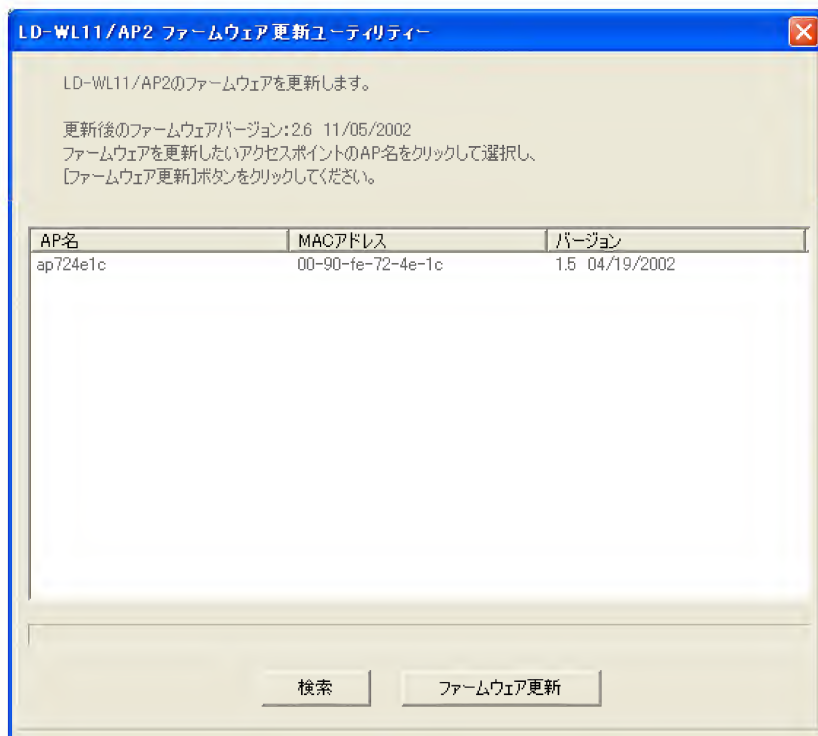 LD-WL11/AP2 ファームウェア更新ユーティリティー
LD-WL11/AP2のファームウェアを更新します。
更新後のファームウェアバージョン:2.6 11/05/2002
ファームウェアを更新したいアクセスポイントのAP名をクリックして選択し、
[ファームウェア更新]ボタンをクリックしてください。
AP名 MACアドレス バージョン
ap724e1c 00-90-fe-72-4e-1c 1.5 04/19/2002
検索 ファームウェア更新